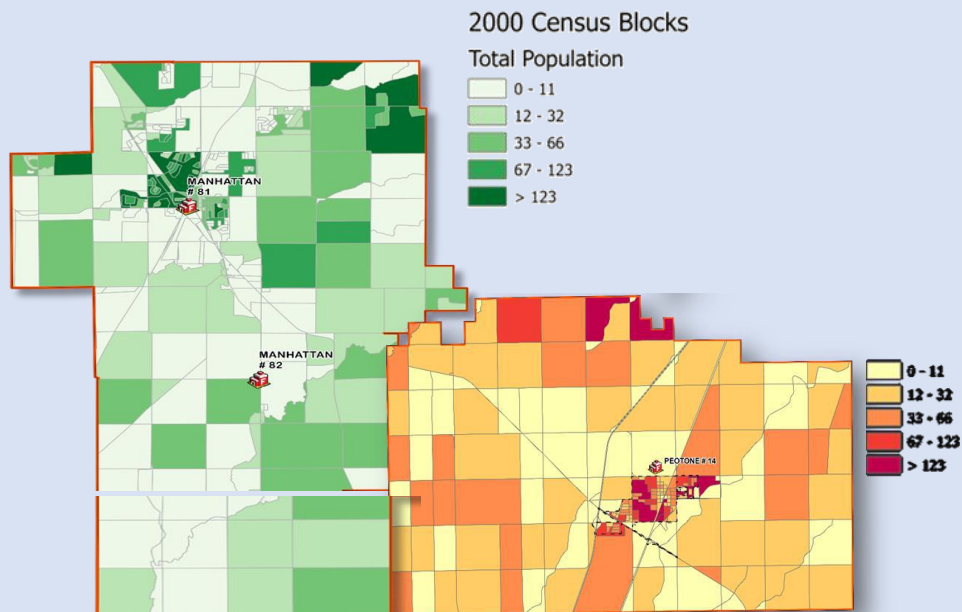 2000 Census Blocks
Total Population
0 - 11
12 - 32
33 - 66
67 - 123
> 123
MANHATTAN
# 81
MANHATTAN
# 82
0 - 11
12 - 32
33 - 66
67 - 123
> 123
PEOTONE # 14